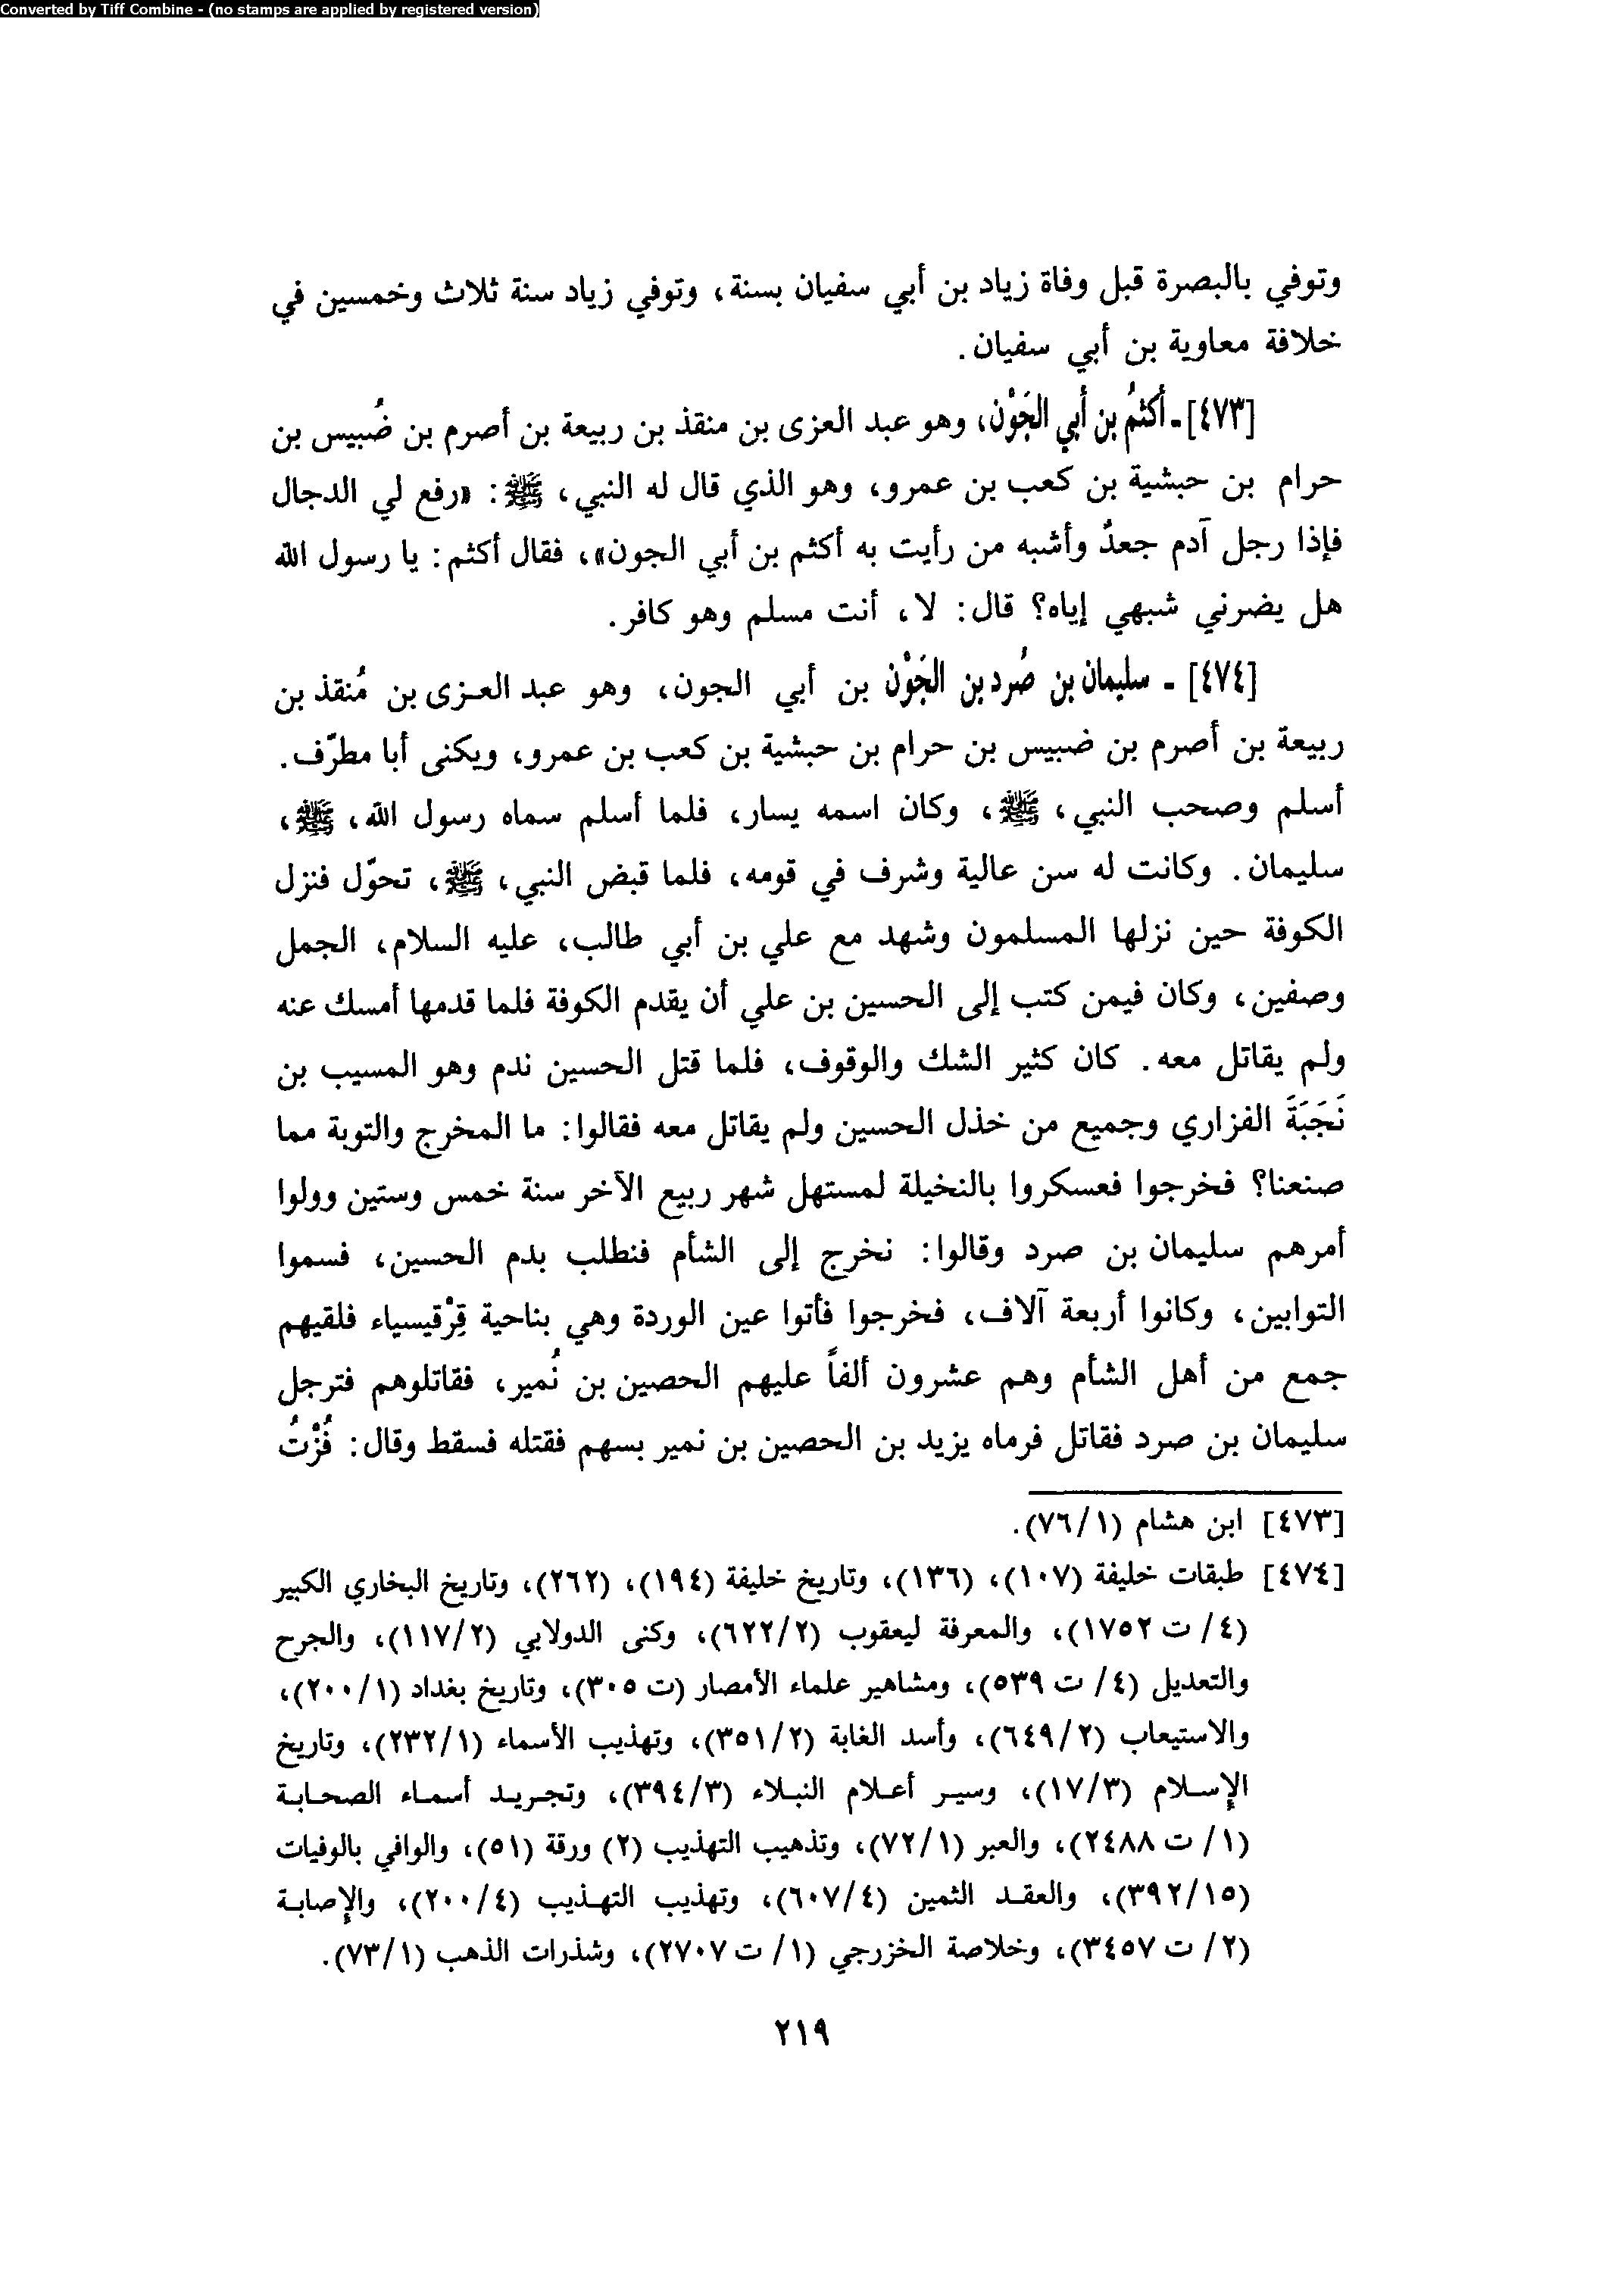 Converted by Tiff Combine - (no stamps are applied by registered version)
وتوفي بالبصرة قبل وفاة زياد بن أبي سفيان بسنة، وتوفي زياد سنة ثلاث وخمسين في
خلافة معاوية بن أبي سفيان.
[٤٧٣] ـ أكثمُ بن أبي الجَوْن، وهو عبد العزى بن منقذ بن ربيعة بن أصرم بن ضُبيس بن
حرام بن حبشية بن كعب بن عمرو، وهو الذي قال له النبي، ﷺ: «رفع لي الدجال
فإذا رجل آدم جعدٌ وأشبه من رأيت به أكثم بن أبي الجون»، فقال أكثم: يا رسول الله
هل يضرني شبهي إياه؟ قال: لا، أنت مسلم وهو كافر.
[٤٧٤] ـ سليمان بن صُرد بن الجَوْن بن أبي الجون، وهو عبد العزى بن مُنقذ بن
ربيعة بن أصرم بن ضبيس بن حرام بن حبشية بن كعب بن عمرو، ويكنى أبا مطرّف.
أسلم وصحب النبي، ﷺ، وكان اسمه يسار، فلما أسلم سماه رسول الله، ﷺ،
سليمان. وكانت له سن عالية وشرف في قومه، فلما قبض النبي، ﷺ، تحوّل فنزل
الكوفة حين نزلها المسلمون وشهد مع علي بن أبي طالب، عليه السلام، الجمل
وصفين، وكان فيمن كتب إلى الحسين بن علي أن يقدم الكوفة فلما قدمها أمسك عنه
ولم يقاتل معه. كان كثير الشك والوقوف، فلما قتل الحسين ندم وهو المسيب بن
نَجَبَةَ الفزاري وجميع من خذل الحسين ولم يقاتل معه فقالوا: ما المخرج والتوبة مما
صنعنا؟ فخرجوا فعسكروا بالنخيلة لمستهل شهر ربيع الآخر سنة خمس وستين وولوا
أمرهم سليمان بن صرد وقالوا: نخرج إلى الشأم فنطلب بدم الحسين، فسموا
التوابين، وكانوا أربعة آلاف، فخرجوا فأتوا عين الوردة وهي بناحية قِرْقيسياء فلقيهم
جمع من أهل الشأم وهم عشرون ألفاً عليهم الحصين بن نُمير، فقاتلوهم فترجل
سليمان بن صرد فقاتل فرماه يزيد بن الحصين بن نمير بسهم فقتله فسقط وقال: فُزْتُ
[٤٧٣] ابن هشام (٧٦/١).
[٤٧٤] طبقات خليفة (١٠٧)، (١٣٦)، وتاريخ خليفة (١٩٤)، (٢٦٢)، وتاريخ البخاري الكبير
(٤/ ت ١٧٥٢)، والمعرفة ليعقوب (٦٢٢/٢)، وكنى الدولابي (١١٧/٢)، والجرح
والتعديل (٤/ ت ٥٣٩)، ومشاهير علماء الأمصار (ت ٣٠٥)، وتاريخ بغداد (٢٠٠/١)،
والاستيعاب (٦٤٩/٢)، وأسد الغابة (٣٥١/٢)، وتهذيب الأسماء (٢٣٢/١)، وتاريخ
الإسلام (١٧/٣)، وسير أعلام النبلاء (٣٩٤/٣)، وتجريد أسماء الصحابة
(١/ ت ٢٤٨٨)، والعبر (٧٢/١)، وتذهيب التهذيب (٢) ورقة (٥١)، والوافي بالوفيات
(٣٩٢/١٥)، والعقد الثمين (٦٠٧/٤)، وتهذيب التهذيب (٢٠٠/٤)، والإصابة
(٢/ ت ٣٤٥٧)، وخلاصة الخزرجي (١/ ت ٢٧٠٧)، وشذرات الذهب (٧٣/١).
٢١٩